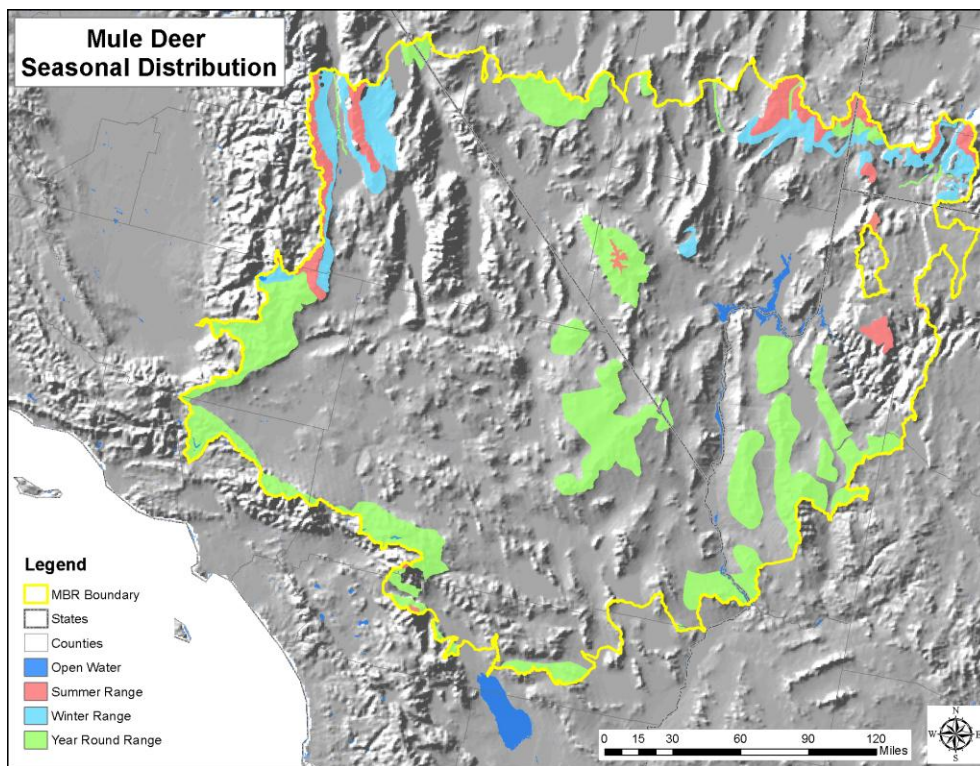 Mule Deer
Seasonal Distribution
Legend
MBR Boundary
States
Counties
Open Water
Summer Range
Winter Range
Year Round Range
0 15 30 60 90 120
Miles
N
W E
S